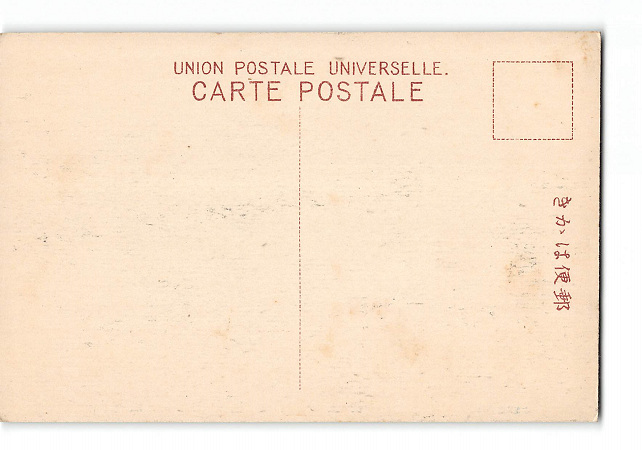 UNION POSTALE UNIVERSELLE.
CARTE POSTALE
郵便はかき